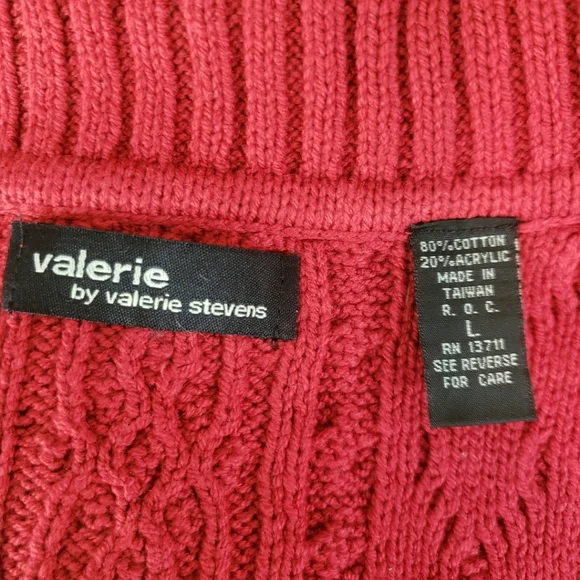 valerie
by valerie stevens
80% COTTON
20% ACRYLIC
MADE IN
TAIWAN
R. O. C.
L
RN 13711
SEE REVERSE
FOR CARE